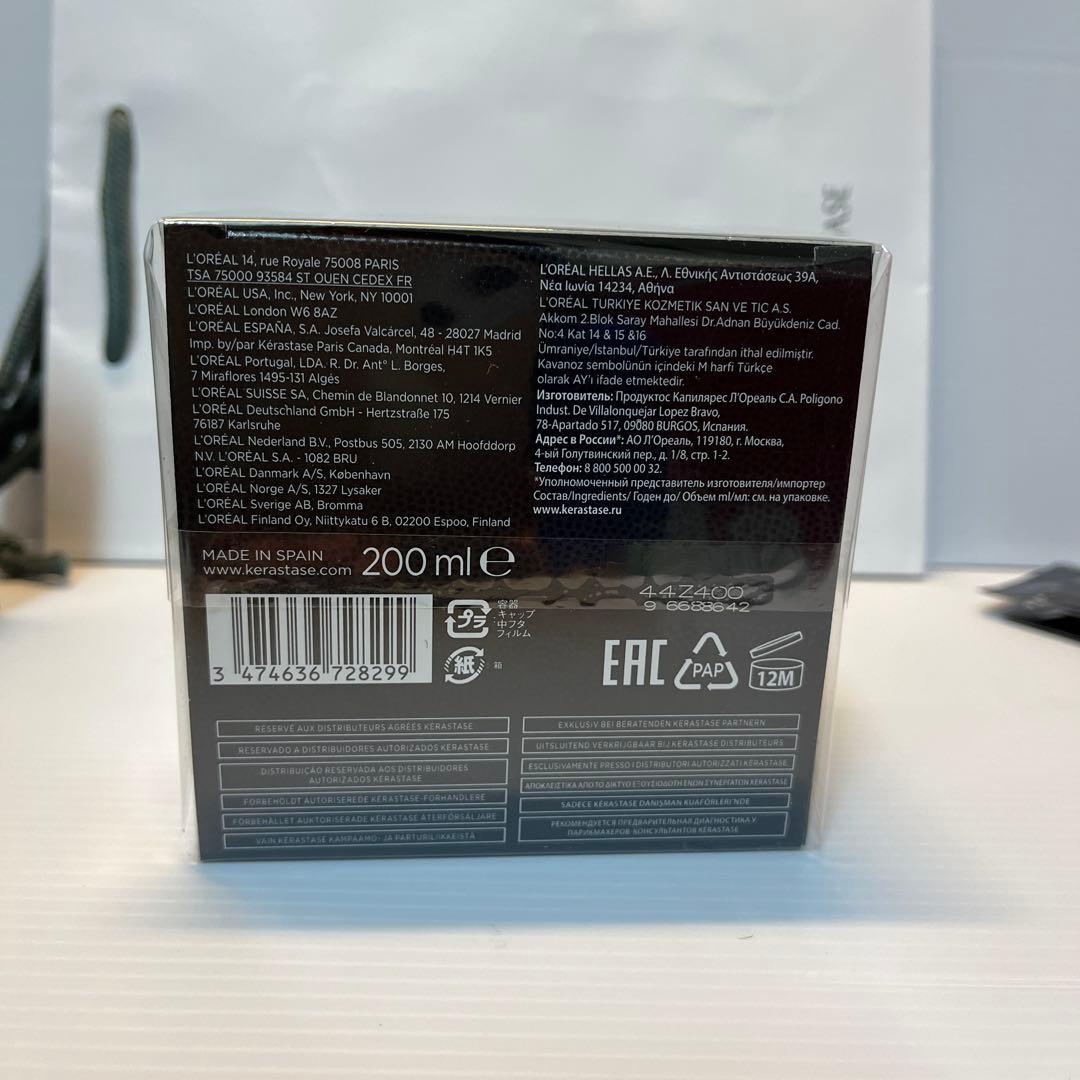 ASE
L'ORÉAL 14, rue Royale 75008 PARIS
TSA 75000 93584 ST OUEN CEDEX FR
L'ORÉAL USA, Inc., New York, NY 10001
L'ORÉAL London W6 8AZ
L'ORÉAL ESPAÑA, S.A. Josefa Valcárcel, 48 - 28027 Madrid
Imp. by/par Kérastase Paris Canada, Montréal H4T 1K5
L'ORÉAL Portugal, LDA. R. Dr. Antº L. Borges,
7 Miraflores 1495-131 Algés
L'ORÉAL SUISSE SA, Chemin de Blandonnet 10, 1214 Vernier
L'ORÉAL Deutschland GmbH - Hertzstraße 175
76187 Karlsruhe
L'ORÉAL Nederland B.V., Postbus 505, 2130 AM Hoofddorp
N.V. L'ORÉAL S.A. - 1082 BRU
L'ORÉAL Danmark A/S, København
L'ORÉAL Norge A/S, 1327 Lysaker
L'ORÉAL Sverige AB, Bromma
L'ORÉAL Finland Oy, Niittykatu 6 B, 02200 Espoo, Finland
L'ORÉAL HELLAS A.E., Λ. Εθνικής Αντιστάσεως 39Α,
Νέα Ιωνία 14234, Αθήνα
L'ORÉAL TURKIYE KOZMETIK SAN VE TIC A.S.
Akkom 2.Blok Saray Mahallesi Dr.Adnan Büyükdeniz Cad.
No:4 Kat 14 & 15 &16
Ümraniye/İstanbul/Türkiye tarafından ithal edilmiştir.
Kavanoz sembolünün içindeki M harfi Türkçe
olarak AY'ı ifade etmektedir.
Изготовитель: Продуктос Капилярес Л'Ореаль С.А. Poligono
Indust. De Villalonquejar Lopez Bravo,
78-Apartado 517, 09080 BURGOS, Испания.
Адрес в России*: АО Л'Ореаль, 119180, г. Москва,
4-ый Голутвинский пер., д. 1/8, стр. 1-2.
Телефон: 8 800 500 00 32.
*Уполномоченный представитель изготовителя/импортер
Состав/Ingredients/ Годен до/ Объем ml/мл: см. на упаковке.
www.kerastase.ru
MADE IN SPAIN
www.kerastase.com
200 ml ℮
44Z400
9 6688642
3 474636 728299
プラ
容器
キャップ
中フタ
フィルム
紙
箱
EAC
PAP
12M
RÉSERVÉ AUX DISTRIBUTEURS AGRÉÉS KÉRASTASE
RESERVADO A DISTRIBUIDORES AUTORIZADOS KÉRASTASE
DISTRIBUIÇÃO RESERVADA AOS DISTRIBUIDORES
AUTORIZADOS KÉRASTASE
FORBEHOLDT AUTORISEREDE KÉRASTASE-FORHANDLERE
FÖRBEHÅLLET AUKTORISERADE KÉRASTASE ÅTERFÖRSÄLJARE
VAIN KÉRASTASE KAMPAAMO- JA PARTURILIIKKEISTÄ
EXKLUSIV BEI BERATENDEN KÉRASTASE PARTNERN
UITSLUITEND VERKRIJGBAAR BIJ KÉRASTASE DISTRIBUTEURS
ESCLUSIVAMENTE PRESSO I DISTRIBUTORI AUTORIZZATI KÉRASTASE
ΑΠΟΚΛΕΙΣΤΙΚΑ ΑΠΟ ΤΟ ΔΙΚΤΥΟ ΕΞΟΥΣΙΟΔΟΤΗΜΕΝΩΝ ΣΥΝΕΡΓΑΤΩΝ KÉRASTASE
SADECE KÉRASTASE DANIŞMAN KUAFÖRLERİ'NDE
РЕКОМЕНДУЕТСЯ ПРЕДВАРИТЕЛЬНАЯ ДИАГНОСТИКА У
ПАРИКМАХЕРОВ-КОНСУЛЬТАНТОВ KÉRASTASE